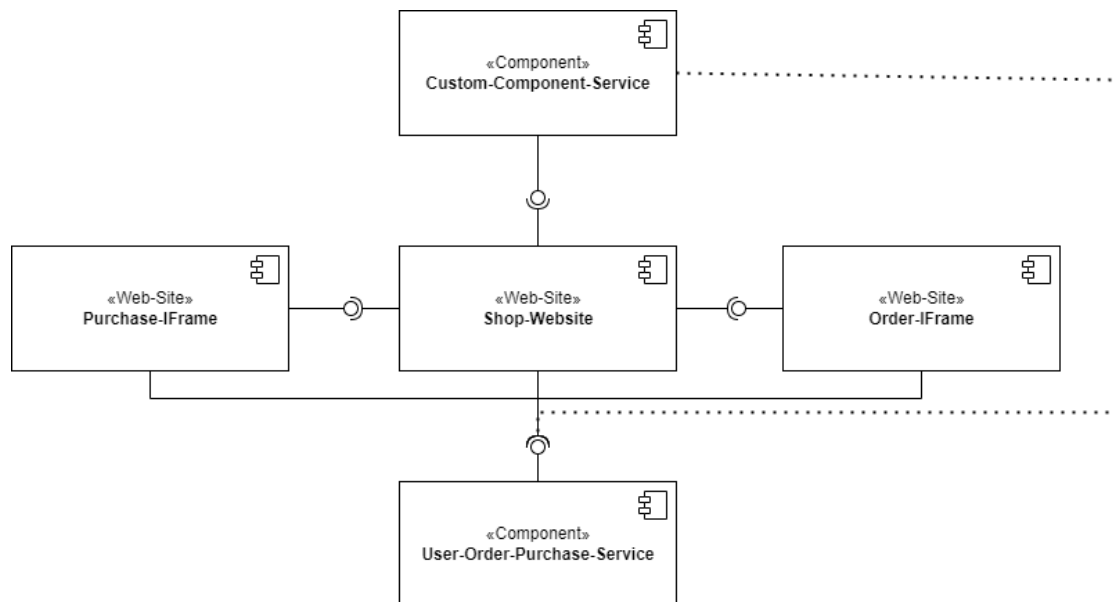 «Component»
Custom-Component-Service
«Web-Site»
Purchase-IFrame
«Web-Site»
Shop-Website
«Web-Site»
Order-IFrame
«Component»
User-Order-Purchase-Service